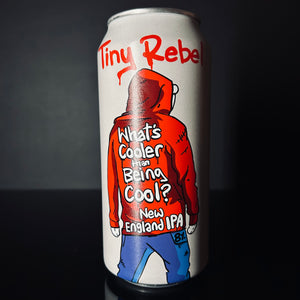 Tiny Rebel
What's
Cooler
than
Being
Cool?
New
England IPA